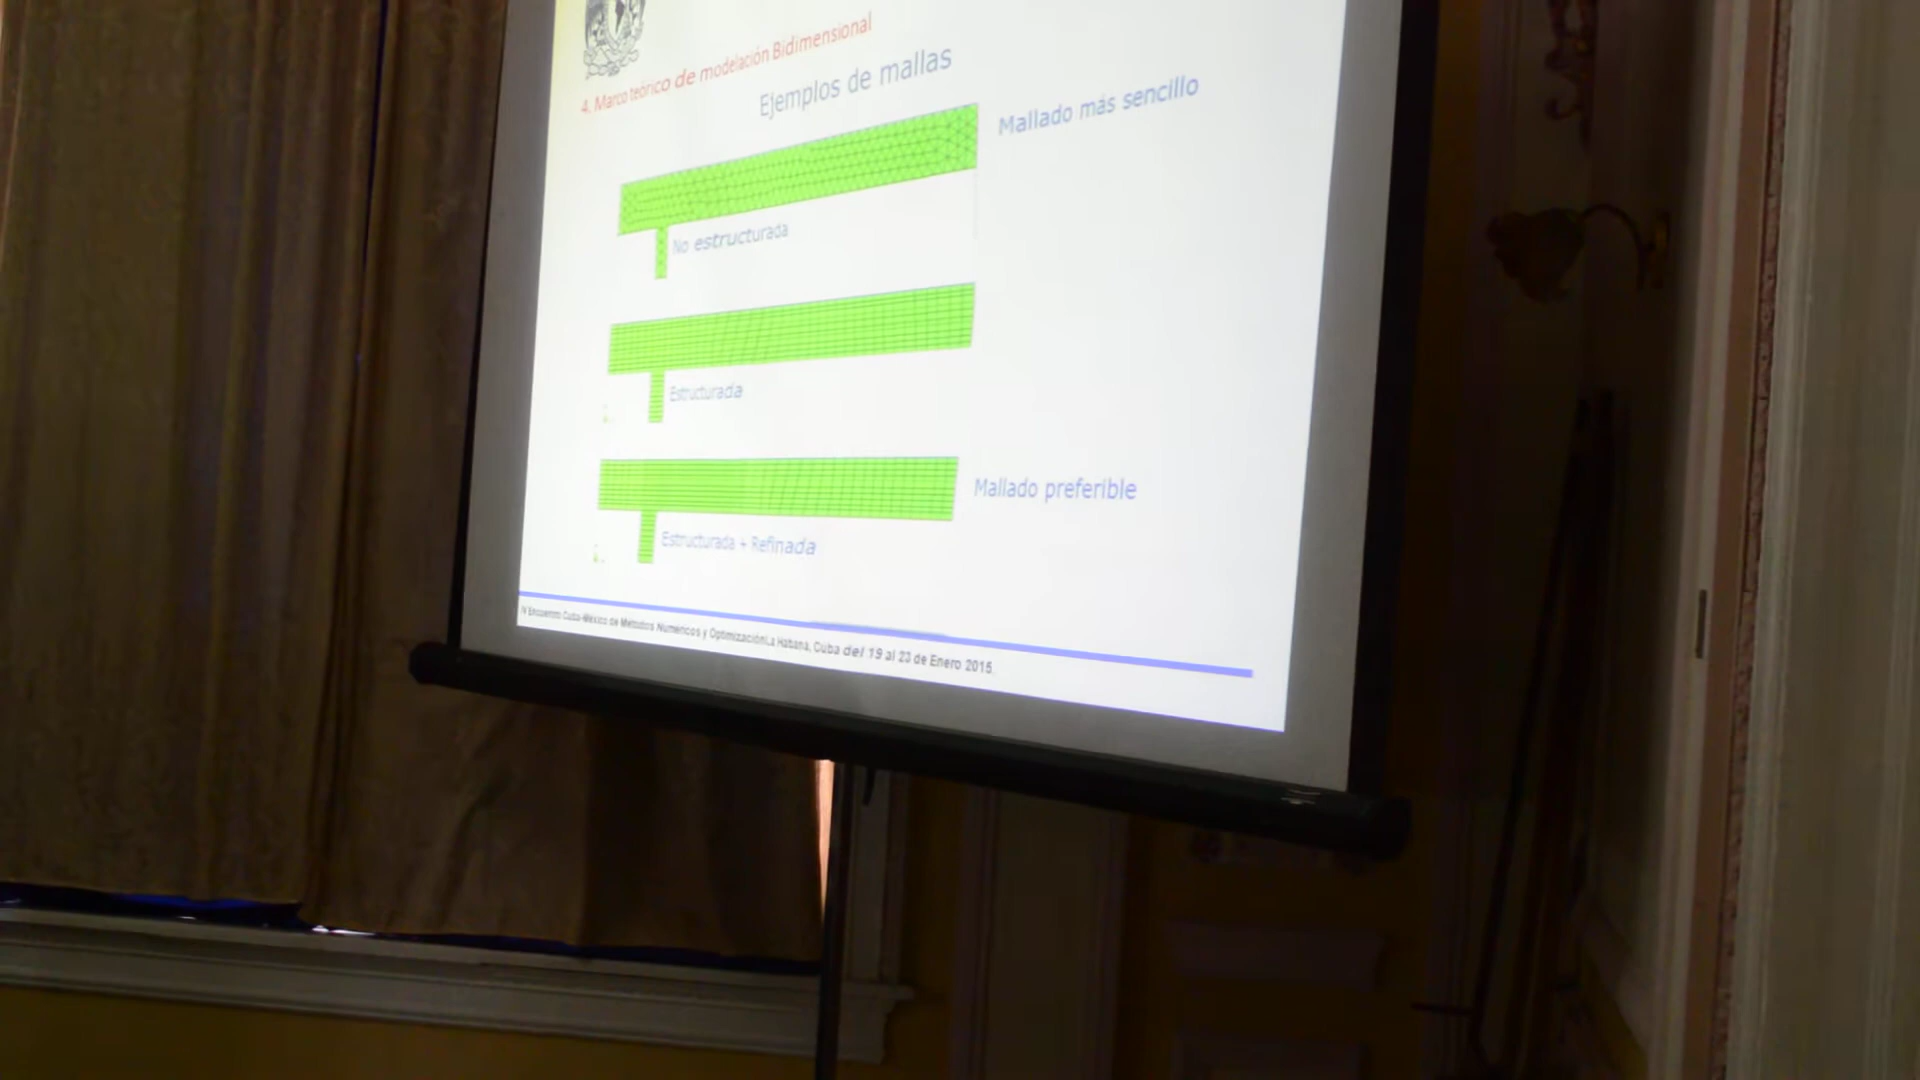 4. Marco teórico de modelación Bidimensional
Ejemplos de mallas
Mallado más sencillo
No estructurada
Estructurada
Mallado preferible
Estructurada + Refinada
IV Encuentro Cuba-México de Métodos Numéricos y Optimización La Habana, Cuba del 19 al 23 de Enero 2015.